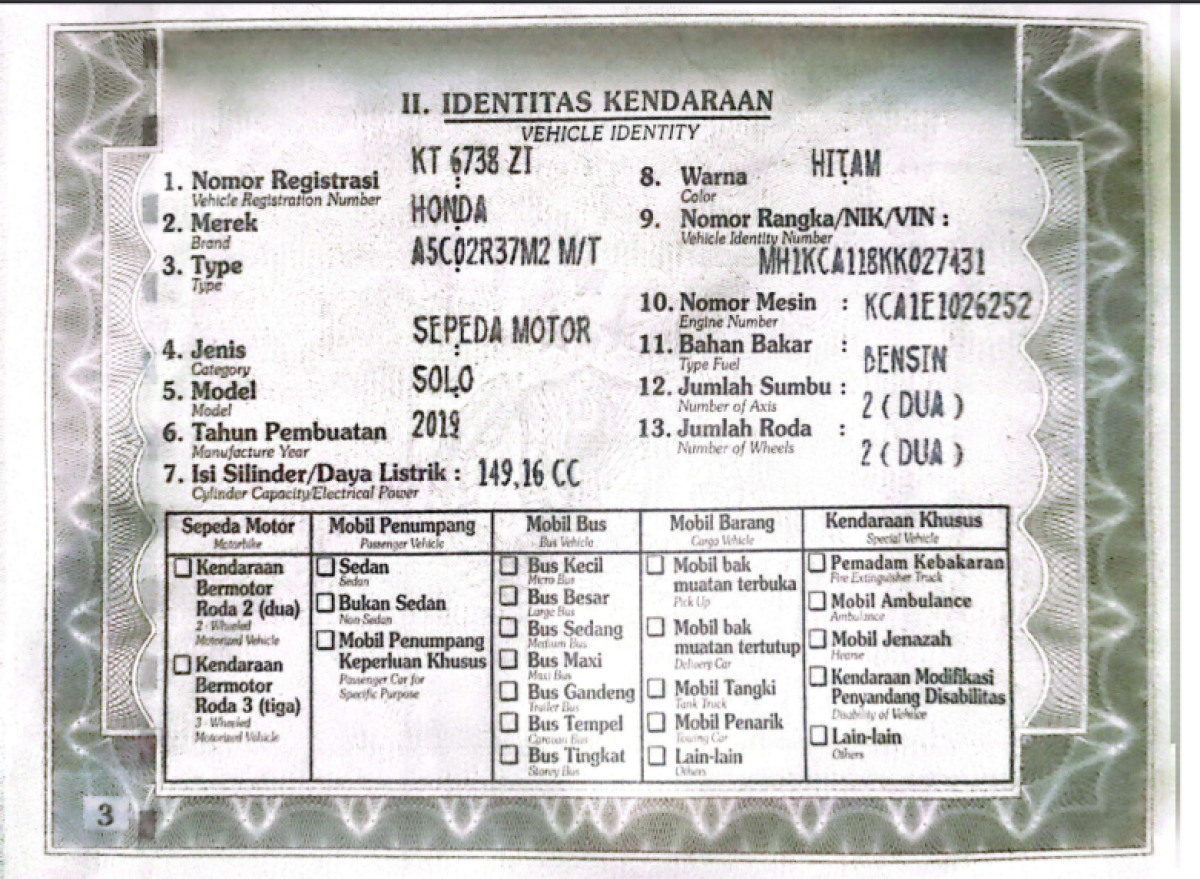 II. IDENTITAS KENDARAAN
VEHICLE IDENTITY
1. Nomor Registrasi : KT 6738 ZI
Vehicle Registration Number
2. Merek : HONDA
Brand
3. Type : A5C02R37M2 M/T
Type
4. Jenis : SEPEDA MOTOR
Category
5. Model : SOLO
Model
6. Tahun Pembuatan : 2019
Manufacture Year
7. Isi Silinder/Daya Listrik : 149,16 CC
Cylinder Capacity/Electrical Power
8. Warna : HITAM
Color
9. Nomor Rangka/NIK/VIN :
Vehicle Identity Number
MH1KCA118KK027431
10. Nomor Mesin : KCA1E1026252
Engine Number
11. Bahan Bakar : BENSIN
Type Fuel
12. Jumlah Sumbu : 2 ( DUA )
Number of Axis
13. Jumlah Roda : 2 ( DUA )
Number of Wheels
Sepeda Motor
Motorbike
Kendaraan
Bermotor
Roda 2 (dua)
2 - Wheeled
Motorized Vehicle
Kendaraan
Bermotor
Roda 3 (tiga)
3 - Wheeled
Motorized Vehicle
Mobil Penumpang
Passenger Vehicle
Sedan
Sedan
Bukan Sedan
Non Sedan
Mobil Penumpang
Keperluan Khusus
Passenger Car for
Specific Purpose
Mobil Bus
Bus Vehicle
Bus Kecil
Micro Bus
Bus Besar
Large Bus
Bus Sedang
Medium Bus
Bus Maxi
Maxi Bus
Bus Gandeng
Trailer Bus
Bus Tempel
Caravan Bus
Bus Tingkat
Storey Bus
Mobil Barang
Cargo Vehicle
Mobil bak
muatan terbuka
Pick Up
Mobil bak
muatan tertutup
Delivery Car
Mobil Tangki
Tank Truck
Mobil Penarik
Towing Car
Lain-lain
Others
Kendaraan Khusus
Special Vehicle
Pemadam Kebakaran
Fire Extinguisher Truck
Mobil Ambulance
Ambulance
Mobil Jenazah
Hearse
Kendaraan Modifikasi
Penyandang Disabilitas
Disability of Vehicle
Lain-lain
Others
3